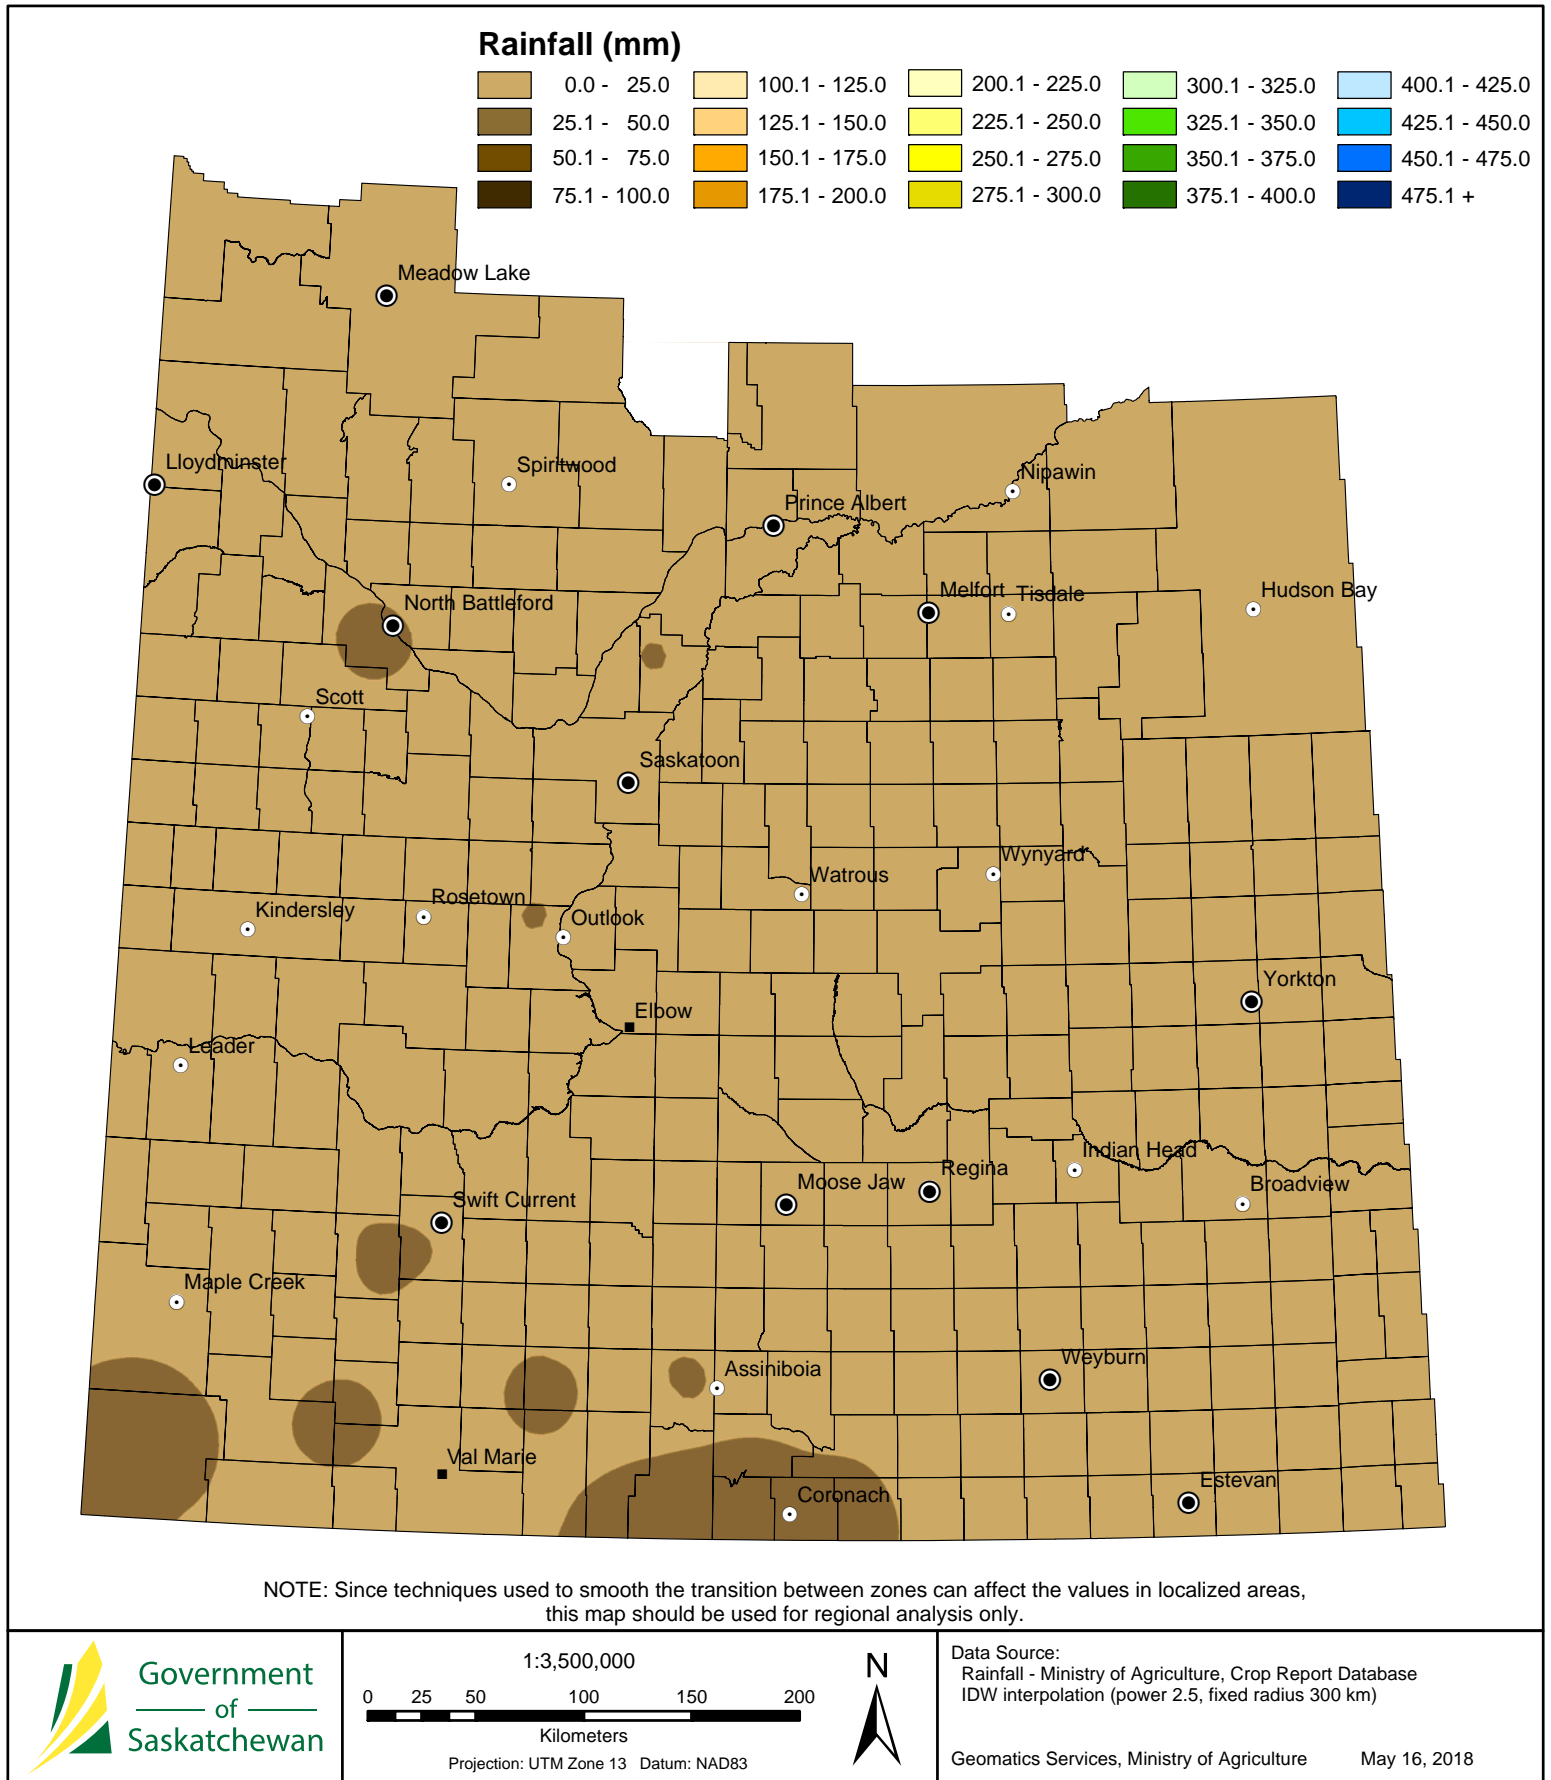 Rainfall (mm)
0.0 - 25.0
25.1 - 50.0
50.1 - 75.0
75.1 - 100.0
100.1 - 125.0
125.1 - 150.0
150.1 - 175.0
175.1 - 200.0
200.1 - 225.0
225.1 - 250.0
250.1 - 275.0
275.1 - 300.0
300.1 - 325.0
325.1 - 350.0
350.1 - 375.0
375.1 - 400.0
400.1 - 425.0
425.1 - 450.0
450.1 - 475.0
475.1 +
Meadow Lake
Lloydminster
Spiritwood
Nipawin
Prince Albert
Hudson Bay
Melfort
Tisdale
North Battleford
Scott
Saskatoon
Wynyard
Watrous
Rosetown
Kindersley
Outlook
Yorkton
Elbow
Leader
Indian Head
Regina
Moose Jaw
Broadview
Swift Current
Maple Creek
Weyburn
Assiniboia
Val Marie
Estevan
Coronach
NOTE: Since techniques used to smooth the transition between zones can affect the values in localized areas,
this map should be used for regional analysis only.
Government
of
Saskatchewan
1:3,500,000
0 25 50 100 150 200
Kilometers
Projection: UTM Zone 13 Datum: NAD83
N
Data Source:
Rainfall - Ministry of Agriculture, Crop Report Database
IDW interpolation (power 2.5, fixed radius 300 km)
Geomatics Services, Ministry of Agriculture May 16, 2018